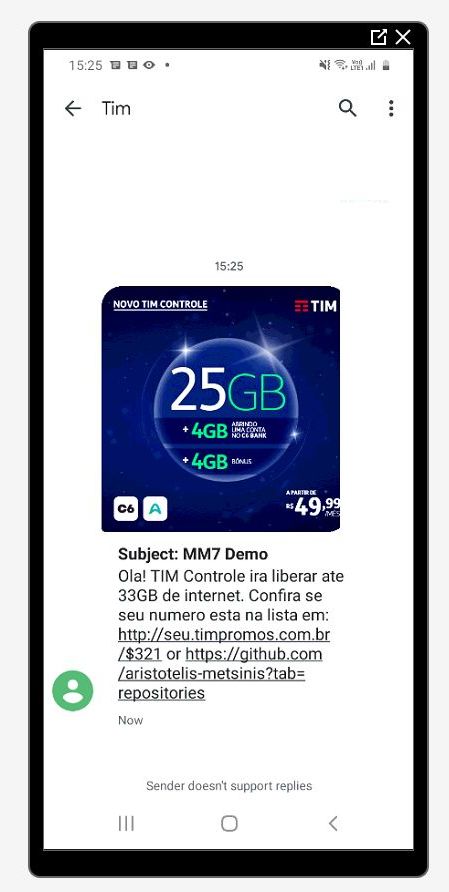 15:25
Vo)) LTE1
Tim
15:25
NOVO TIM CONTROLE
TIM
25GB
+ 4GB ABRINDO UMA CONTA NO C6 BANK
+ 4GB BÔNUS
C6 A
A PARTIR DE
R$ 49,99 /MÊS
Subject: MM7 Demo
Ola! TIM Controle ira liberar ate
33GB de internet. Confira se
seu numero esta na lista em:
http://seu.timpromos.com.br
/$321 or https://github.com
/aristotelis-metsinis?tab=
repositories
Now
Sender doesn't support replies